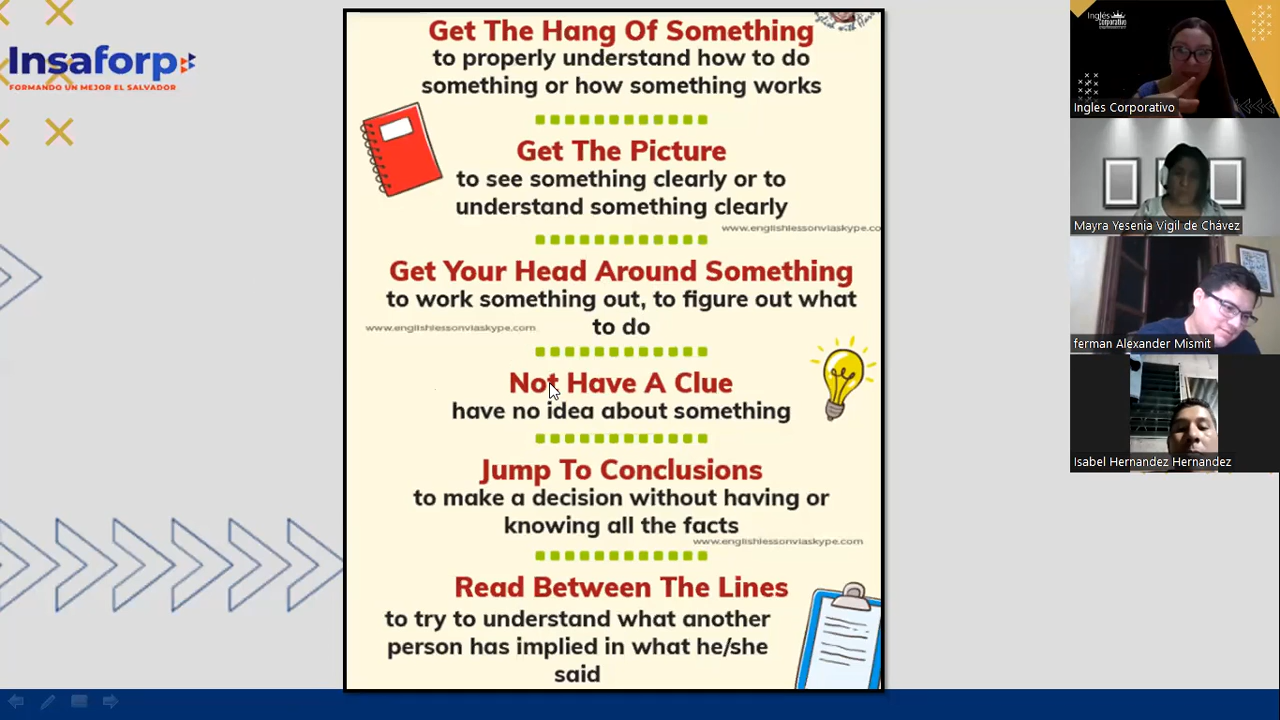 Insaforp
FORMANDO UN MEJOR EL SALVADOR
Get The Hang Of Something
to properly understand how to do
something or how something works
Get The Picture
to see something clearly or to
understand something clearly
www.englishlessonviaskype.co
Get Your Head Around Something
to work something out, to figure out what
to do
www.englishlessonviaskype.com
Not Have A Clue
have no idea about something
Jump To Conclusions
to make a decision without having or
knowing all the facts
www.englishlessonviaskype.com
Read Between The Lines
to try to understand what another
person has implied in what he/she
said
Inglés
Corporativo
Ingles Corporativo
Mayra Yesenia Vigil de Chávez
ferman Alexander Mismit
Isabel Hernandez Hernandez